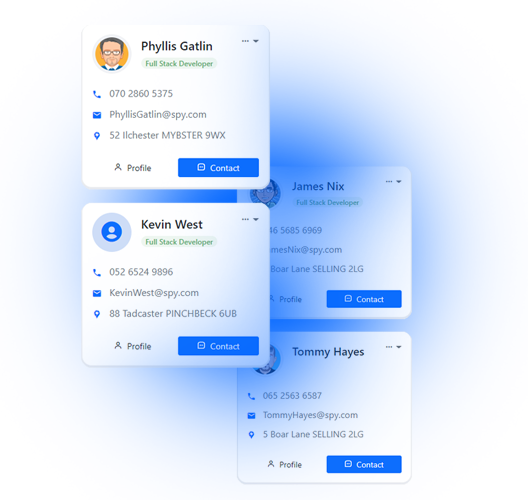 Phyllis Gatlin
Full Stack Developer
070 2860 5375
PhyllisGatlin@spy.com
52 Ilchester MYBSTER 9WX
Profile
Contact
James Nix
Full Stack Developer
5685 6969
@spy.com
Boar Lane SELLING 2LG
Profile
Contact
Kevin West
Full Stack Developer
052 6524 9896
KevinWest@spy.com
88 Tadcaster PINCHBECK 6UB
Profile
Contact
Tommy Hayes
065 2563 6587
TommyHayes@spy.com
5 Boar Lane SELLING 2LG
Profile
Contact